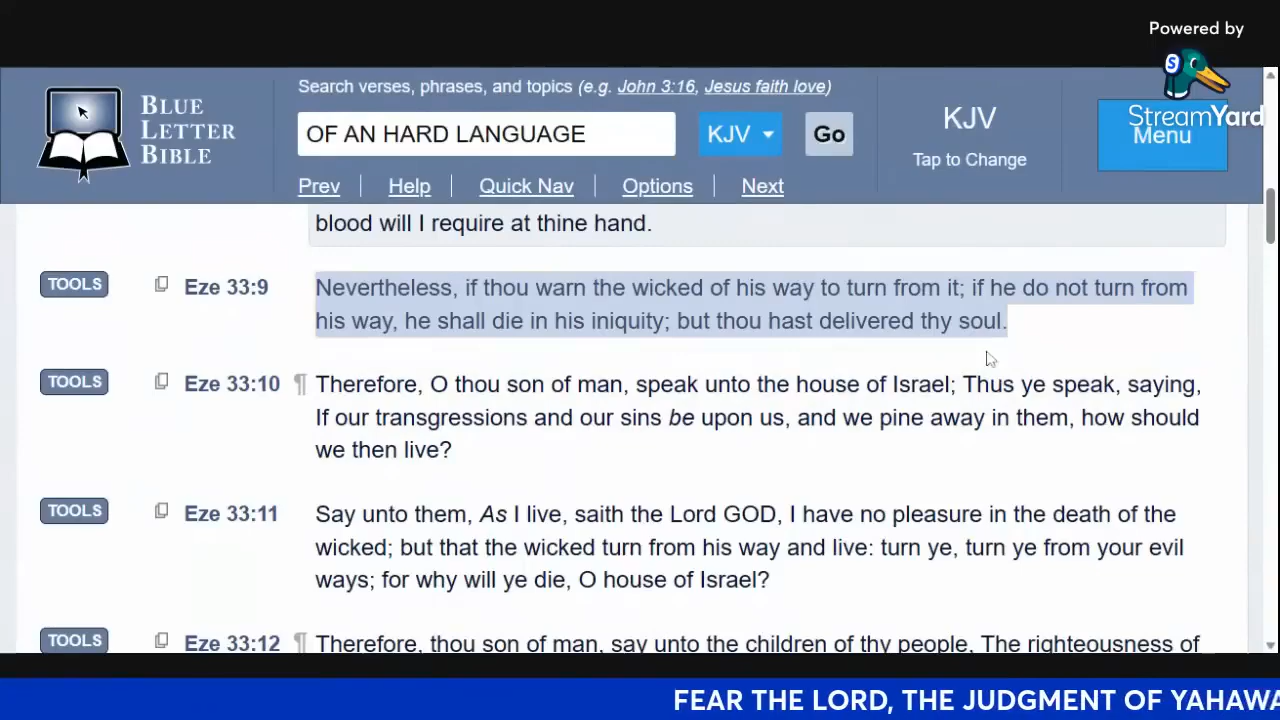 Powered by
StreamYard
Search verses, phrases, and topics (e.g. John 3:16, Jesus faith love)
BLUE
LETTER
BIBLE
OF AN HARD LANGUAGE
KJV
Go
KJV
Tap to Change
Menu
Prev
Help
Quick Nav
Options
Next
blood will I require at thine hand.
TOOLS
Eze 33:9
Nevertheless, if thou warn the wicked of his way to turn from it; if he do not turn from
his way, he shall die in his iniquity; but thou hast delivered thy soul.
TOOLS
Eze 33:10
¶ Therefore, O thou son of man, speak unto the house of Israel; Thus ye speak, saying,
If our transgressions and our sins be upon us, and we pine away in them, how should
we then live?
TOOLS
Eze 33:11
Say unto them, As I live, saith the Lord GOD, I have no pleasure in the death of the
wicked; but that the wicked turn from his way and live: turn ye, turn ye from your evil
ways; for why will ye die, O house of Israel?
TOOLS
Eze 33:12
¶ Therefore, thou son of man, say unto the children of thy people, The righteousness of
FEAR THE LORD, THE JUDGMENT OF YAHAWA